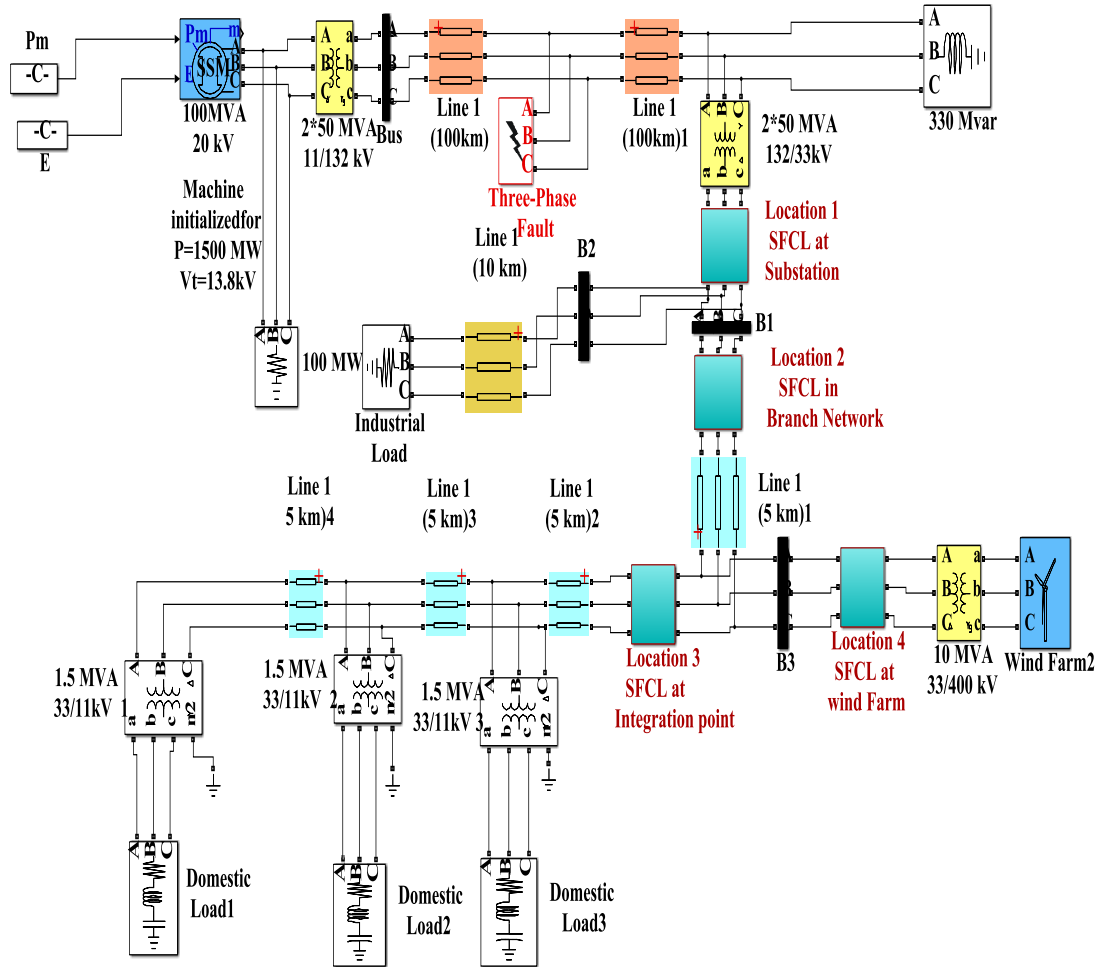 Pm
-C-
-C-
E
Pm
m
E
SSM
A
B
C
100MVA
20 kV
A
B
C
a
b
c
2*50 MVA
11/132 kV
A
B
C
Bus
Line 1
(100km)
A
B
C
Three-Phase
Fault
Line 1
(100km)1
A
B
C
a
b
c
2*50 MVA
132/33kV
A
B
C
330 Mvar
Machine
initializedfor
P=1500 MW
Vt=13.8kV
A
B
C
100 MW
Line 1
(10 km)
B2
A
B
C
Industrial
Load
Location 1
SFCL at
Substation
A
B
C
B1
Location 2
SFCL in
Branch Network
Line 1
(5 km)1
Line 1
5 km)4
Line 1
(5 km)3
Line 1
(5 km)2
Location 3
SFCL at
Integration point
A
B
C
B3
Location 4
SFCL at
wind Farm
A
B
C
a
b
c
10 MVA
33/400 kV
A
B
C
Wind Farm2
1.5 MVA
33/11kV 1
A
B
C
a
b
c
n2
1.5 MVA
33/11kV 2
A
B
C
a
b
c
n2
1.5 MVA
33/11kV 3
A
B
C
a
b
c
n2
A
B
C
Domestic
Load1
A
B
C
Domestic
Load2
A
B
C
Domestic
Load3